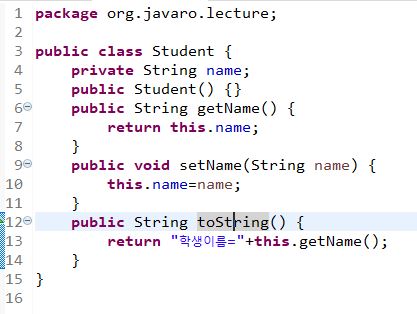 1 package org.javaro.lecture;
2
3 public class Student {
4     private String name;
5     public Student() {}
6     public String getName() {
7         return this.name;
8     }
9     public void setName(String name) {
10         this.name=name;
11     }
12     public String toString() {
13         return "학생이름="+this.getName();
14     }
15 }
16